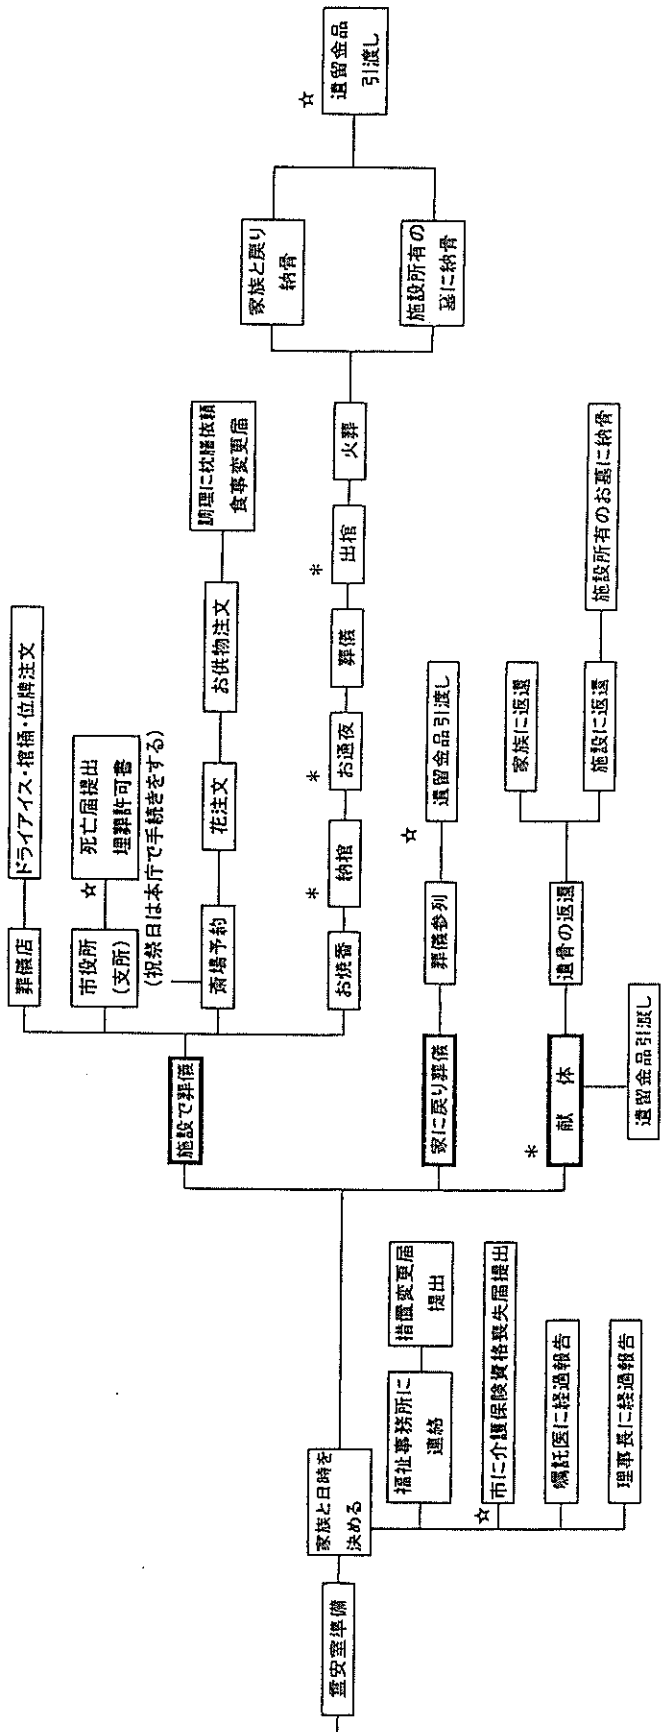 霊安室準備
家族と日時を
決める
福祉事務所に
連絡
措置変更届
提出
☆
市に介護保険資格喪失届提出
嘱託医に経過報告
理事長に経過報告
施設で葬儀
葬儀店
ドライアイス・棺桶・位牌注文
市役所
(支所)
☆
死亡届提出
埋葬許可書
(祝祭日は本庁で手続きをする)
斎場予約
花注文
お供物注文
調理に枕膳依頼
食事変更届
お焼香
*
納棺
*
お通夜
葬儀
*
出棺
火葬
家族と戻り
納骨
施設所有の
墓に納骨
☆
遺留金品
引渡し
家に戻り葬儀
葬儀参列
☆
遺留金品引渡し
*
献 体
遺留金品引渡し
遺骨の返還
家族に返還
施設に返還
施設所有のお墓に納骨